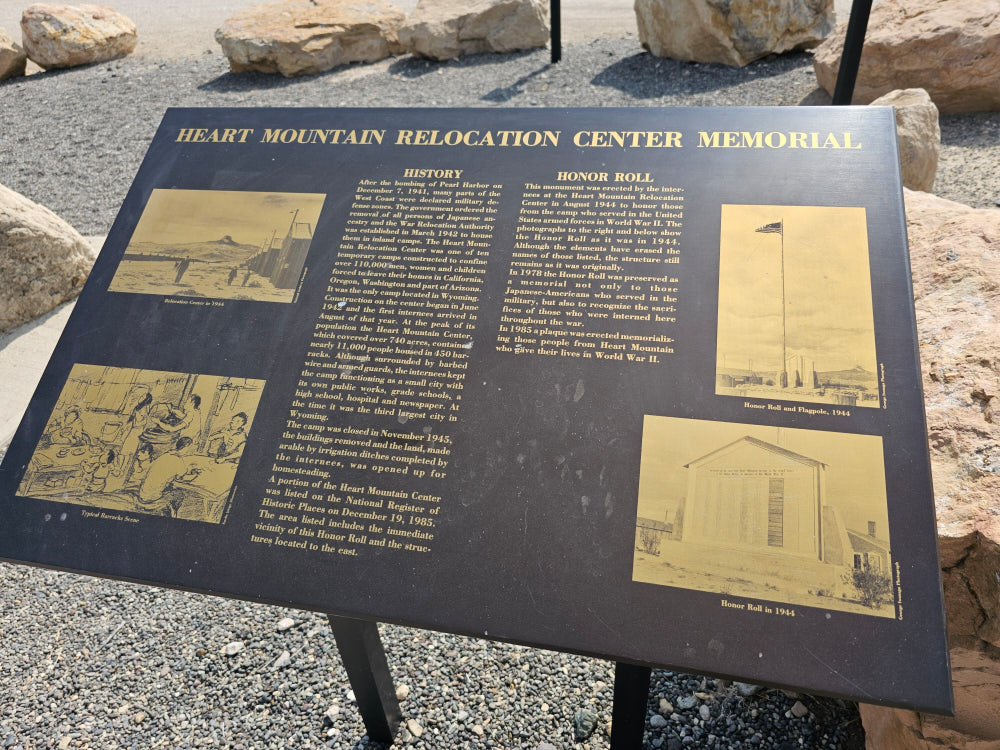 HEART MOUNTAIN RELOCATION CENTER MEMORIAL
HISTORY
After the bombing of Pearl Harbor on
December 7, 1941, many parts of the
West Coast were declared military de-
fense zones. The government ordered the
removal of all persons of Japanese an-
cestry and the War Relocation Authority
was established in March 1942 to house
them in inland camps. The Heart Moun-
tain Relocation Center was one of ten
temporary camps constructed to confine
over 110,000 men, women and children
forced to leave their homes in California,
Oregon, Washington and part of Arizona.
It was the only camp located in Wyoming.
Construction on the center began in June
1942 and the first internees arrived in
August of that year. At the peak of its
population the Heart Mountain Center,
which covered over 740 acres, contained
nearly 11,000 people housed in 450 bar-
racks. Although surrounded by barbed
wire and armed guards, the internees kept
the camp functioning as a small city with
its own public works, grade schools, a
high school, hospital and newspaper. At
the time it was the third largest city in
Wyoming.
The camp was closed in November 1945,
the buildings removed and the land, made
arable by irrigation ditches completed by
the internees, was opened up for
homesteading.
A portion of the Heart Mountain Center
was listed on the National Register of
Historic Places on December 19, 1985.
The area listed includes the immediate
vicinity of this Honor Roll and the struc-
tures located to the east.
HONOR ROLL
This monument was erected by the inter-
nees at the Heart Mountain Relocation
Center in August 1944 to honor those
from the camp who served in the United
States armed forces in World War II. The
photographs to the right and below show
the Honor Roll as it was in 1944.
Although the elements have erased the
names of those listed, the structure still
remains as it was originally.
In 1978 the Honor Roll was preserved as
a memorial not only to those
Japanese-Americans who served in the
military, but also to recognize the sacri-
fices of those who were interned here
throughout the war.
In 1985 a plaque was erected memorializ-
ing those people from Heart Mountain
who gave their lives in World War II.
Relocation Center in 1944
Typical Barracks Scene
Honor Roll and Flagpole, 1944
Honor Roll in 1944